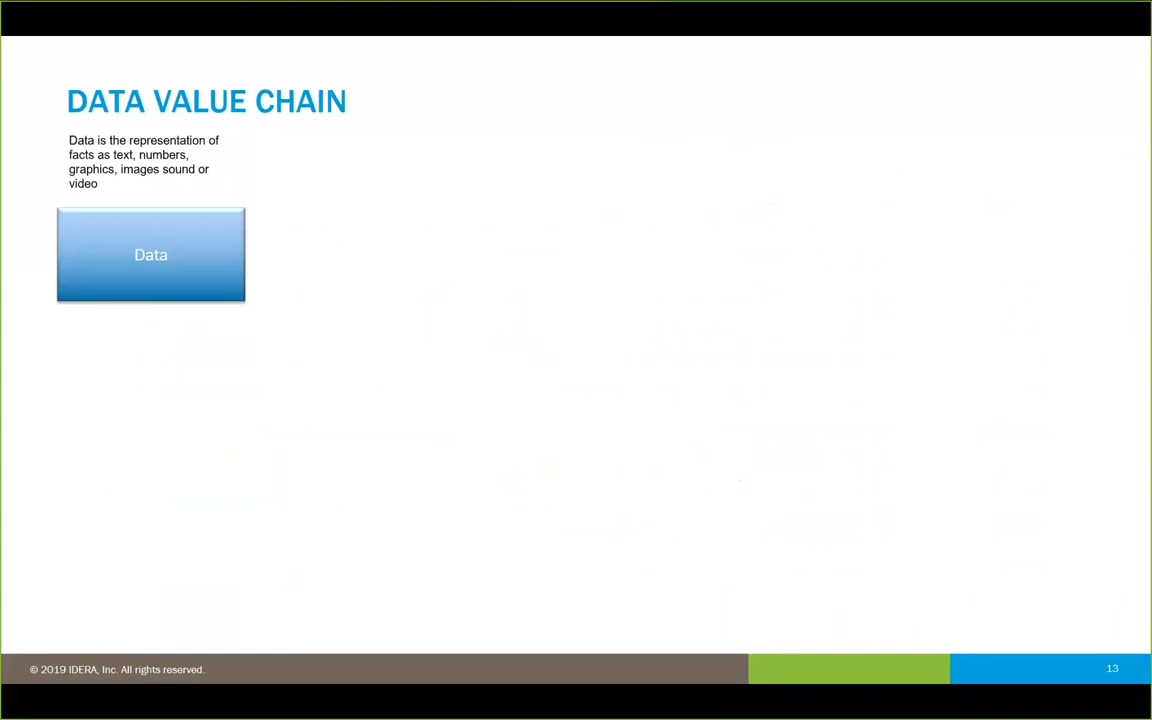 DATA VALUE CHAIN
Data is the representation of
facts as text, numbers,
graphics, images sound or
video
Data
© 2019 IDERA, Inc. All rights reserved.
13